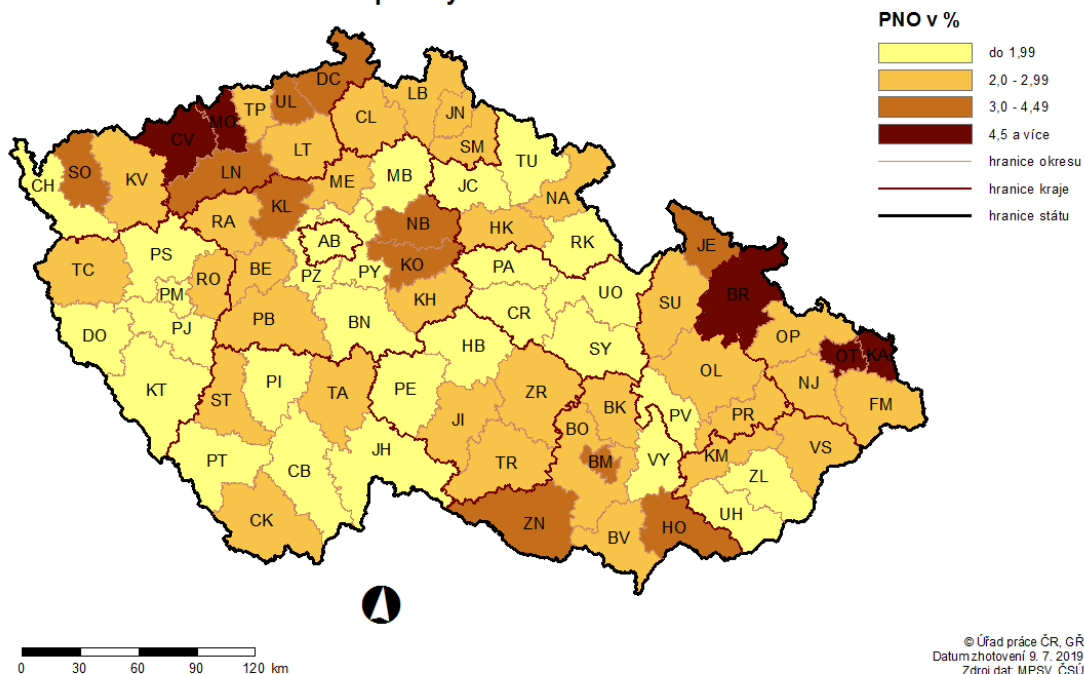 PNO v %
do 1,99
2,0 - 2,99
3,0 - 4,49
4,5 a více
hranice okresu
hranice kraje
hranice státu
DC
UL
TP
LB
JN
CL
SM
MO
CV
LT
LN
TU
CH
SO
KV
ME
MB
JC
NA
RA
KL
NB
HK
RK
AB
KO
PS
TC
RO
BE
PZ
PY
PA
JE
BR
SU
UO
PM
KH
PB
BN
CR
OP
DO
PJ
HB
SY
OT
KA
OL
NJ
KT
PI
TA
PE
ZR
FM
ST
BK
PV
PR
JI
BO
VS
JH
TR
BM
VY
KM
PT
CB
ZL
CK
ZN
HO
UH
BV
0 30 60 90 120 km
© Úřad práce ČR, GŘ
Datum zhotovení 9. 7. 2019
Zdroj dat: MPSV, ČSÚ